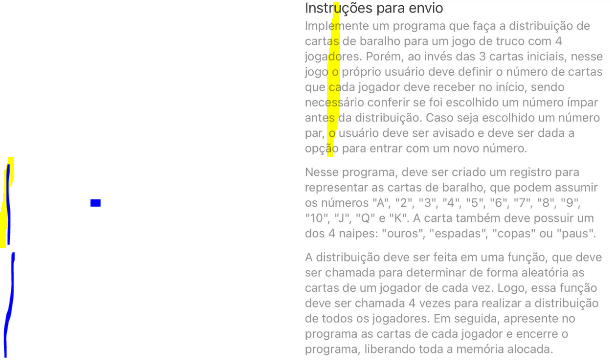 Instruções para envio
Implemente um programa que faça a distribuição de
cartas de baralho para um jogo de truco com 4
jogadores. Porém, ao invés das 3 cartas iniciais, nesse
jogo o próprio usuário deve definir o número de cartas
que cada jogador deve receber no início, sendo
necessário conferir se foi escolhido um número ímpar
antes da distribuição. Caso seja escolhido um número
par, o usuário deve ser avisado e deve ser dada a
opção para entrar com um novo número.
Nesse programa, deve ser criado um registro para
representar as cartas de baralho, que podem assumir
os números "A", "2", "3", "4", "5", "6", "7", "8", "9",
"10", "J", "Q" e "K". A carta também deve possuir um
dos 4 naipes: "ouros", "espadas", "copas" ou "paus".
A distribuição deve ser feita em uma função, que deve
ser chamada para determinar de forma aleatória as
cartas de um jogador de cada vez. Logo, essa função
deve ser chamada 4 vezes para realizar a distribuição
de todos os jogadores. Em seguida, apresente no
programa as cartas de cada jogador e encerre o
programa, liberando toda a memória alocada.